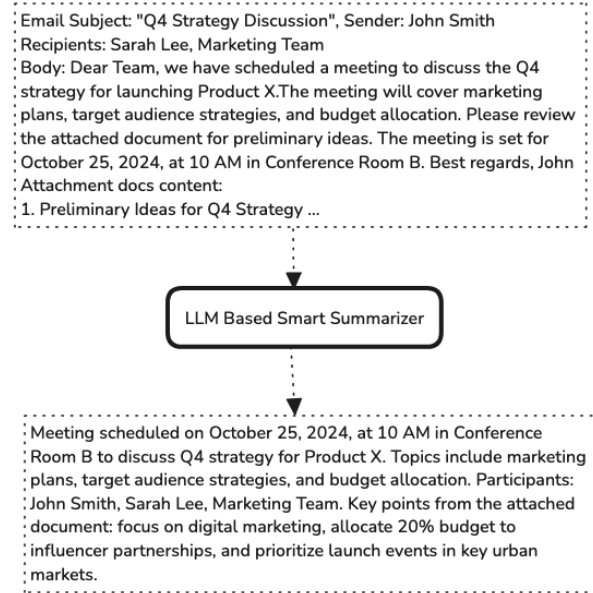 Email Subject: "Q4 Strategy Discussion", Sender: John Smith
Recipients: Sarah Lee, Marketing Team
Body: Dear Team, we have scheduled a meeting to discuss the Q4
strategy for launching Product X.The meeting will cover marketing
plans, target audience strategies, and budget allocation. Please review
the attached document for preliminary ideas. The meeting is set for
October 25, 2024, at 10 AM in Conference Room B. Best regards, John
Attachment docs content:
1. Preliminary Ideas for Q4 Strategy ...
LLM Based Smart Summarizer
Meeting scheduled on October 25, 2024, at 10 AM in Conference
Room B to discuss Q4 strategy for Product X. Topics include marketing
plans, target audience strategies, and budget allocation. Participants:
John Smith, Sarah Lee, Marketing Team. Key points from the attached
document: focus on digital marketing, allocate 20% budget to
influencer partnerships, and prioritize launch events in key urban
markets.